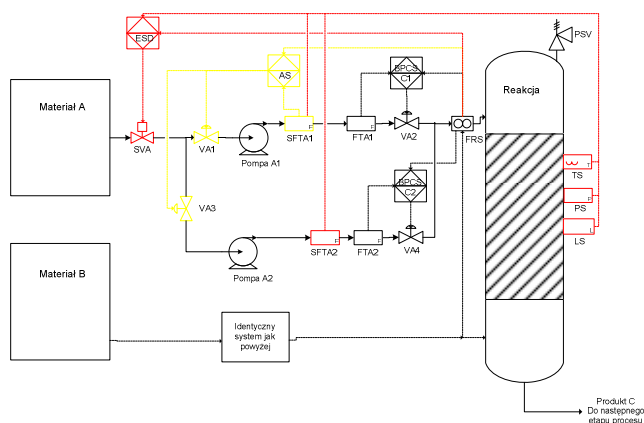 ESD
PSV
AS
BPCS
C1
Materiał A
Reakcja
SVA
VA1
Pompa A1
SFTA1
F
FTA1
F
VA2
FRS
T
TS
BPCS
C2
P
PS
VA3
L
LS
Materiał B
Pompa A2
SFTA2
F
FTA2
F
VA4
Identyczny
system jak
powyżej
Produkt C
Do następnego
etapu procesu